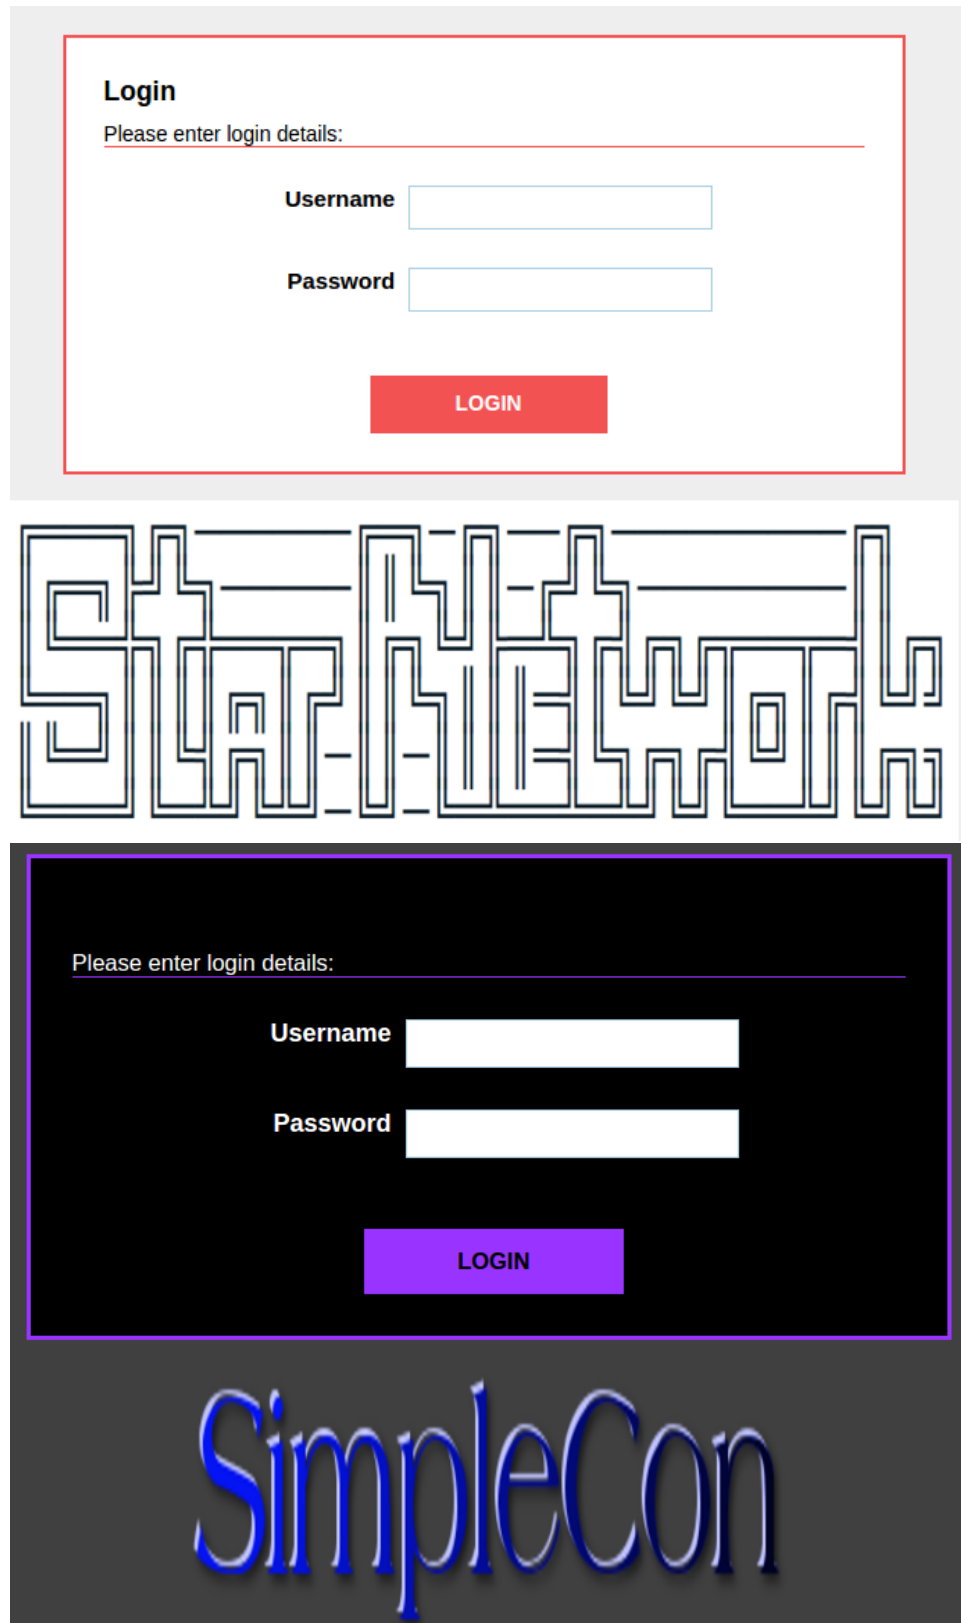 Login
Please enter login details:
Username
Password
LOGIN
StarNetwork
Please enter login details:
Username
Password
LOGIN
SimpleCon